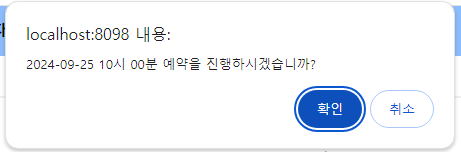 localhost:8098 내용:
2024-09-25 10시 00분 예약을 진행하시겠습니까?
확인 취소